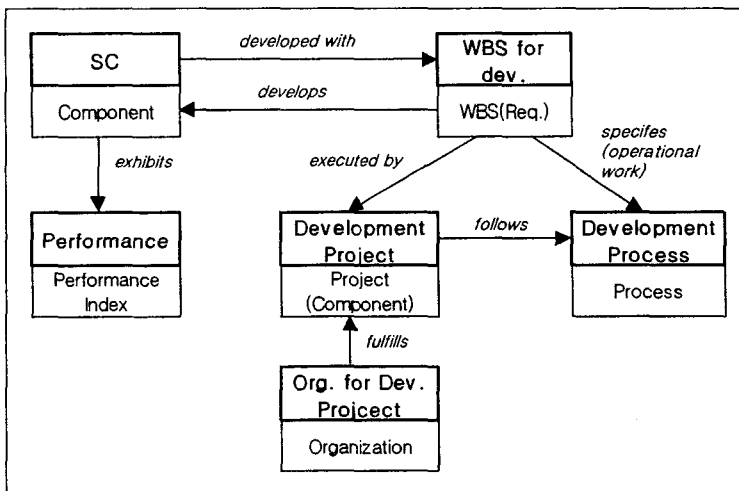 SC
developed with
WBS for
dev.
Component
develops
WBS(Req.)
exhibits
executed by
specifes
(operational
work)
Performance
Performance
Index
Development
Project
Project
(Component)
follows
Development
Process
Process
fulfills
Org. for Dev.
Projcect
Organization